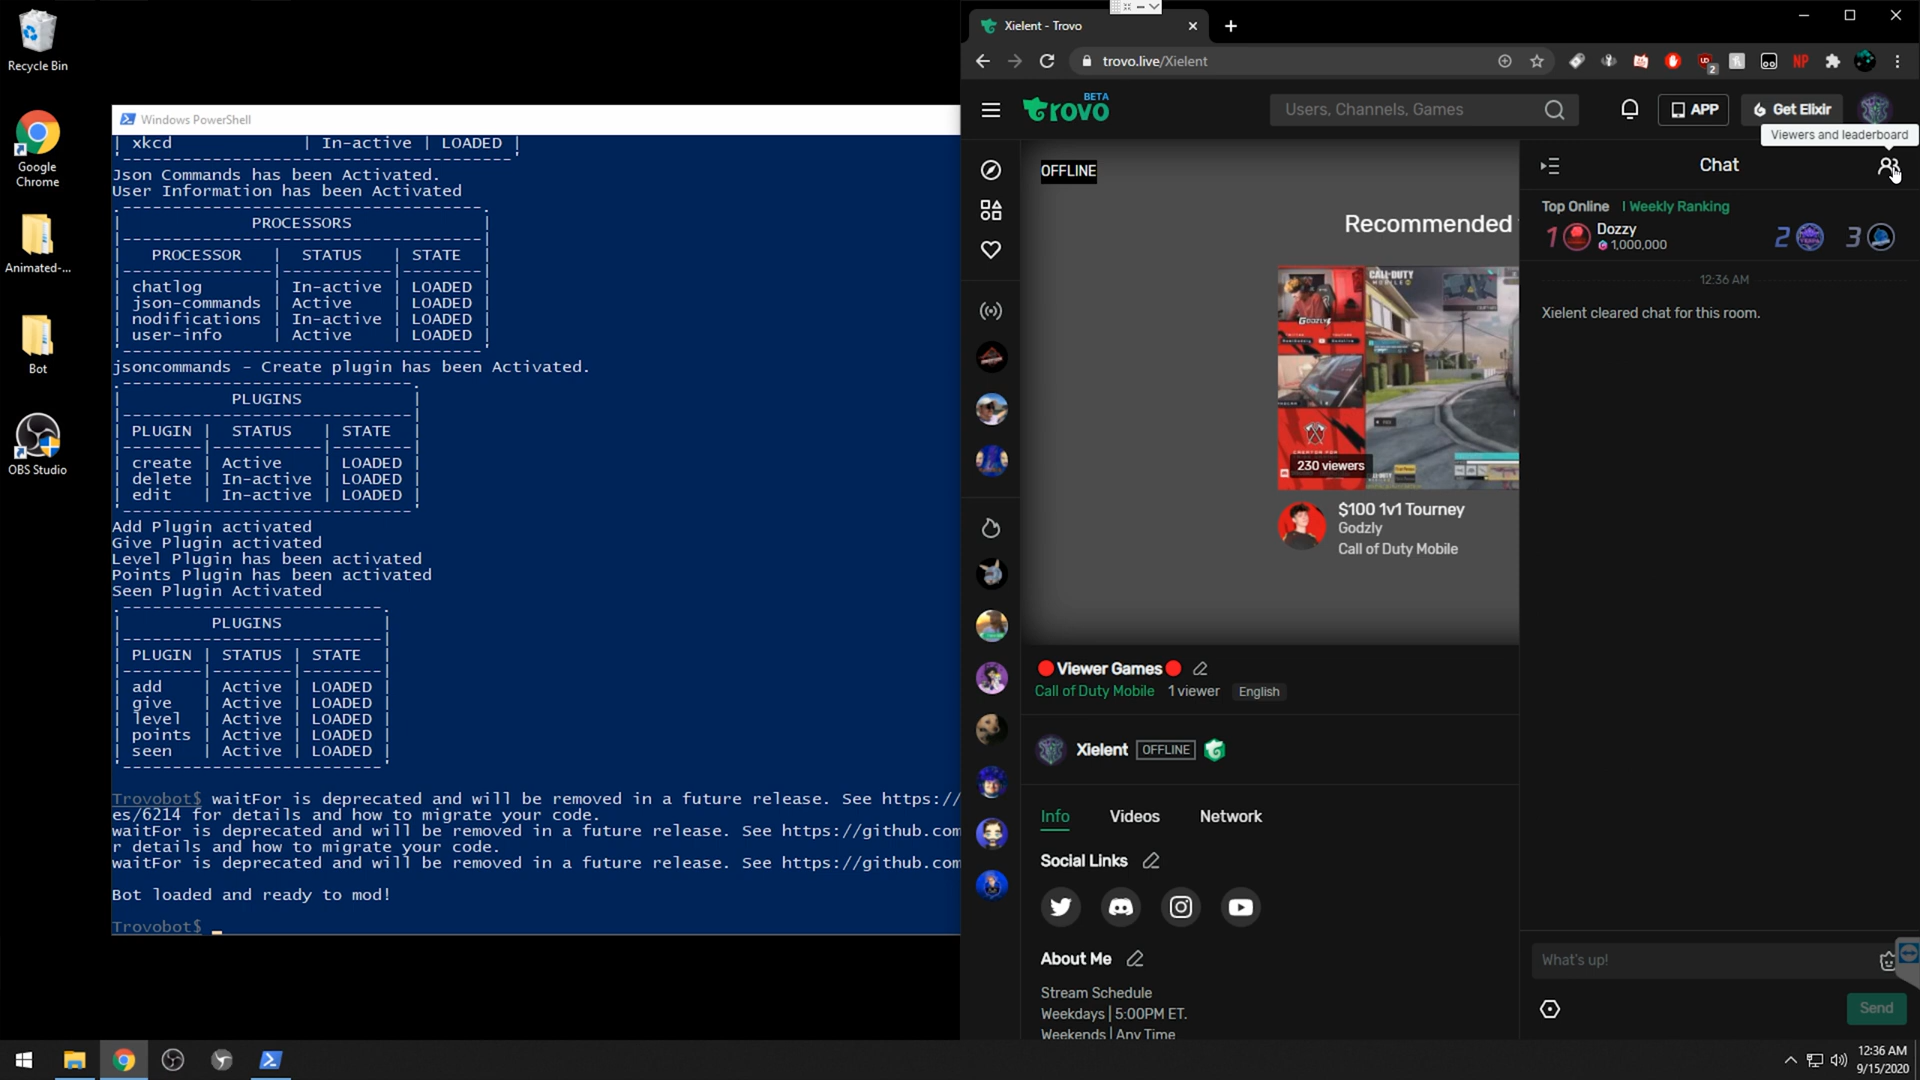 Recycle Bin
Google
Chrome
Animated-...
Bot
OBS Studio
Windows PowerShell
| xkcd | In-active | LOADED |
Json Commands has been Activated.
User Information has been Activated
PROCESSORS
| PROCESSOR | STATUS | STATE |
| chatlog | In-active | LOADED |
| json-commands | Active | LOADED |
| nodifications | In-active | LOADED |
| user-info | Active | LOADED |
jsoncommands - Create plugin has been Activated.
PLUGINS
| PLUGIN | STATUS | STATE |
| create | Active | LOADED |
| delete | In-active | LOADED |
| edit | In-active | LOADED |
Add Plugin activated
Give Plugin activated
Level Plugin has been activated
Points Plugin has been activated
Seen Plugin Activated
PLUGINS
| PLUGIN | STATUS | STATE |
| add | Active | LOADED |
| give | Active | LOADED |
| level | Active | LOADED |
| points | Active | LOADED |
| seen | Active | LOADED |
Trovobot$ waitFor is deprecated and will be removed in a future release. See https://
es/6214 for details and how to migrate your code.
waitFor is deprecated and will be removed in a future release. See https://github.com
r details and how to migrate your code.
waitFor is deprecated and will be removed in a future release. See https://github.com
Bot loaded and ready to mod!
Trovobot$ _
Xielent - Trovo
trovo.live/Xielent
UD
2
NP
BETA
trovo
Users, Channels, Games
APP
Get Elixir
Viewers and leaderboard
OFFLINE
Recommended
CALL·DUTY
MOBILE
GODZLY
230 viewers
$100 1v1 Tourney
Godzly
Call of Duty Mobile
Viewer Games
Call of Duty Mobile 1 viewer English
Xielent OFFLINE
Info Videos Network
Social Links
About Me
Stream Schedule
Weekdays | 5:00PM ET.
Weekends | Any Time
Chat
Top Online | Weekly Ranking
1 Dozzy 2 3
1,000,000
12:36 AM
Xielent cleared chat for this room.
What's up!
Send
12:36 AM
9/15/2020